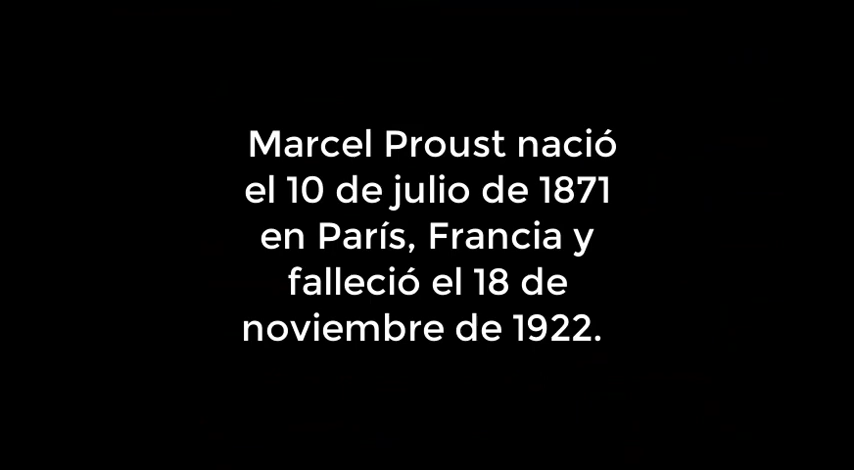 Marcel Proust nació
el 10 de julio de 1871
en París, Francia y
falleció el 18 de
noviembre de 1922.